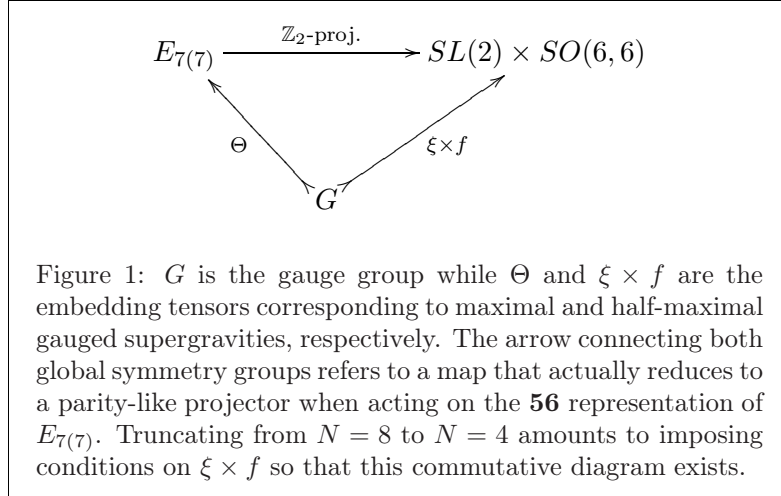 ℤ₂-proj.
E₇₍₇₎ SL(2) × SO(6, 6)
Θ ξ×f
G
Figure 1: G is the gauge group while Θ and ξ × f are the
embedding tensors corresponding to maximal and half-maximal
gauged supergravities, respectively. The arrow connecting both
global symmetry groups refers to a map that actually reduces to
a parity-like projector when acting on the 56 representation of
E₇₍₇₎. Truncating from N = 8 to N = 4 amounts to imposing
conditions on ξ × f so that this commutative diagram exists.